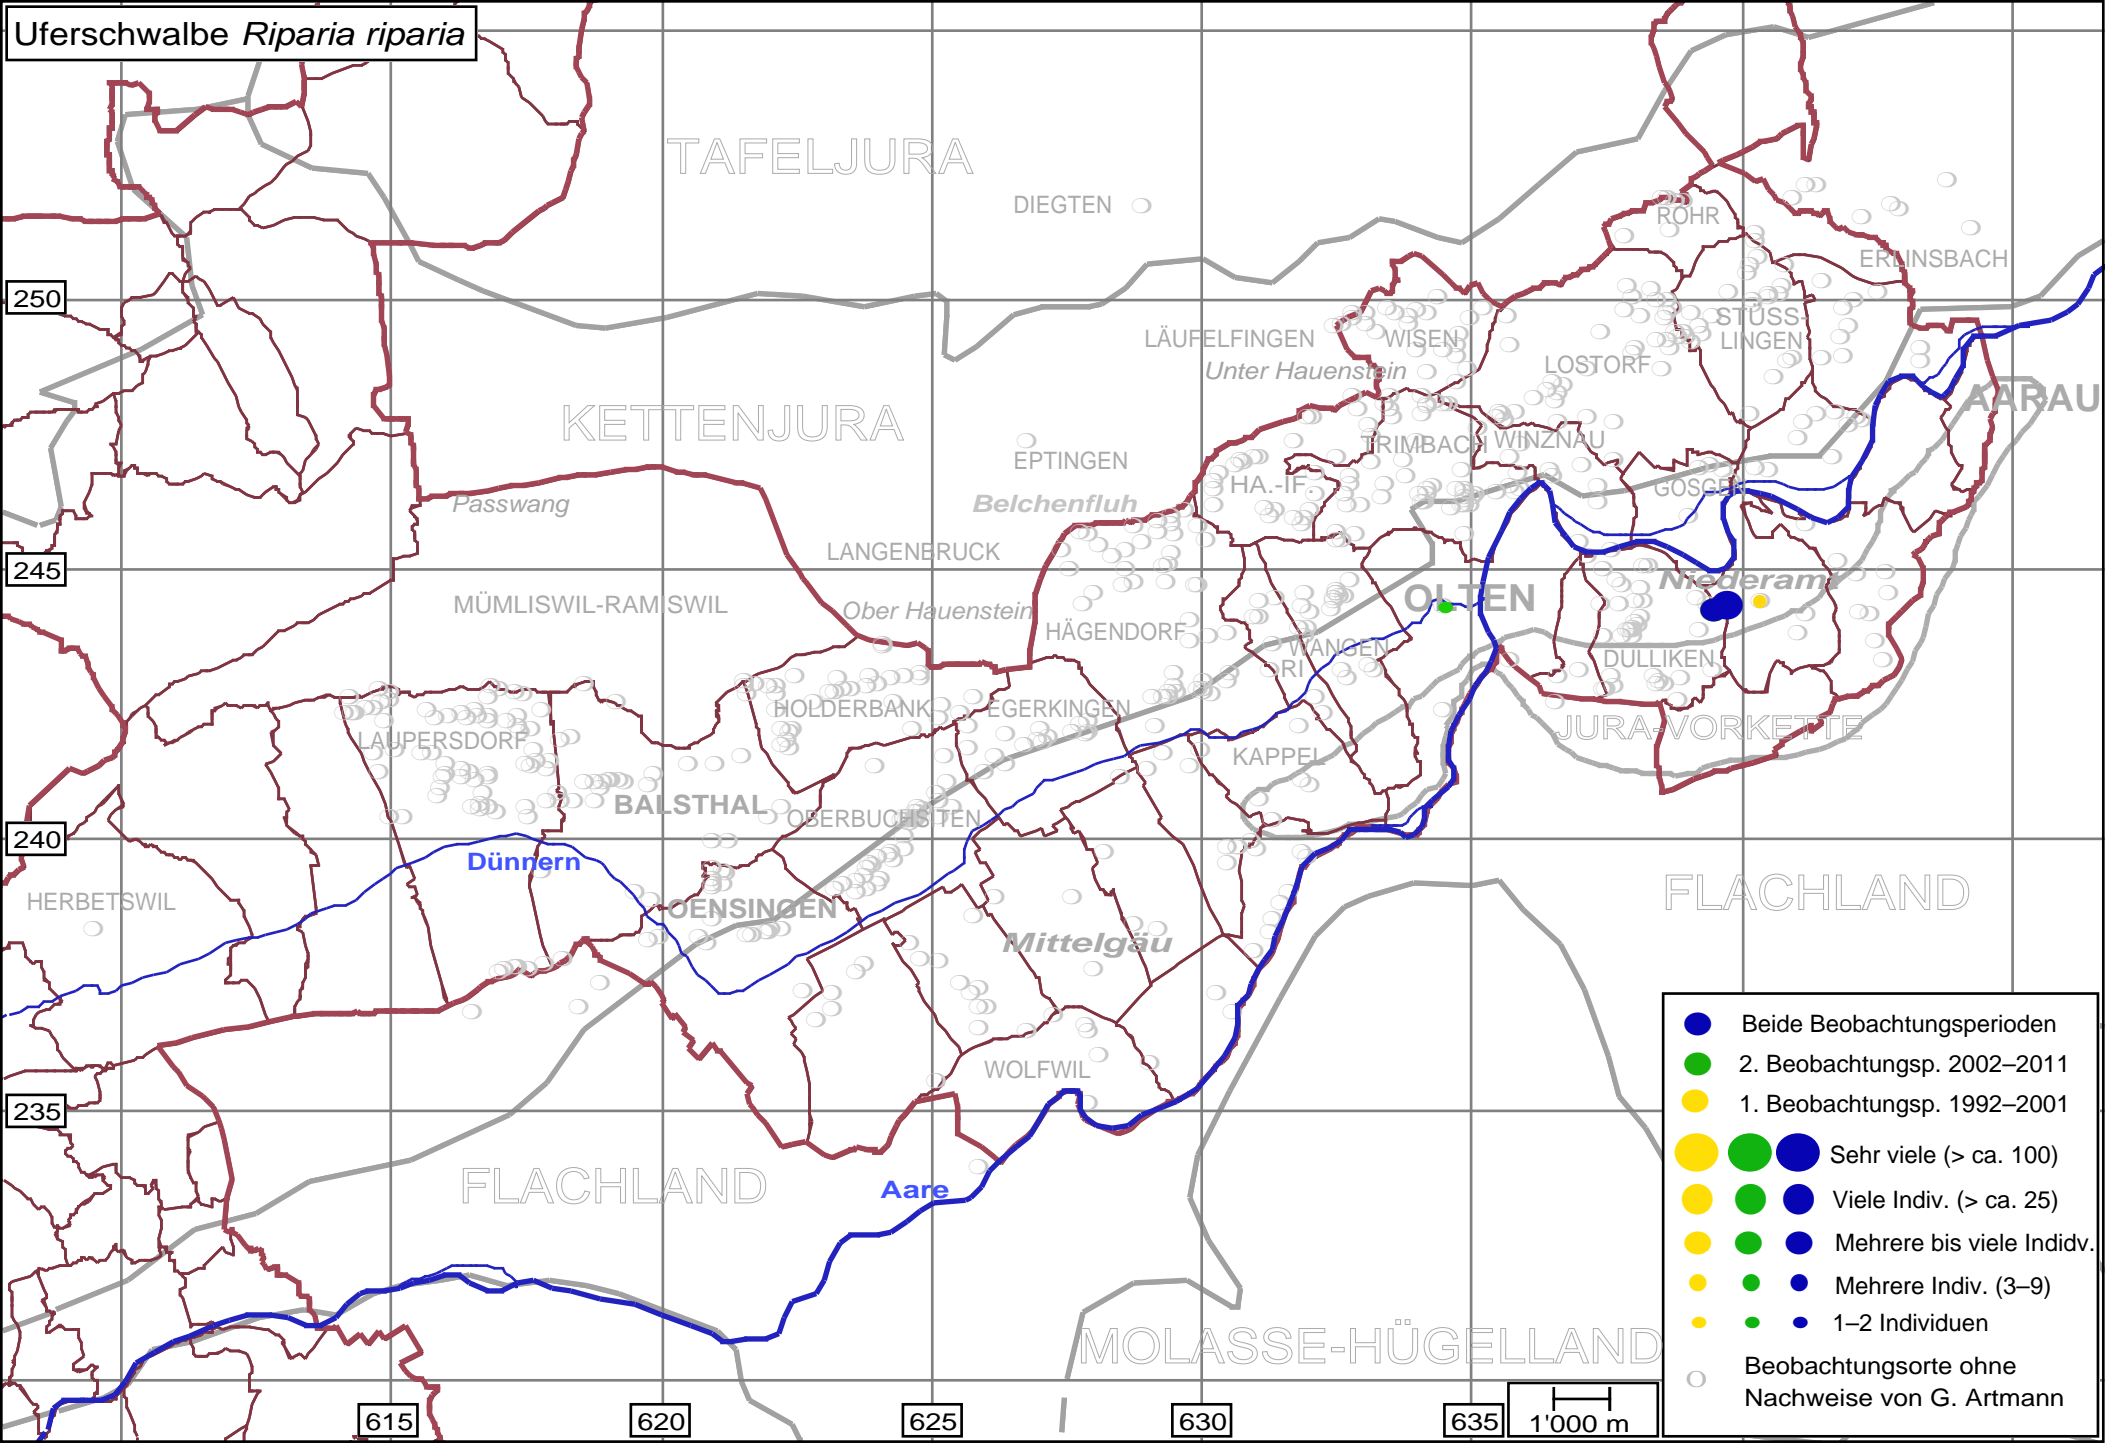 Uferschwalbe Riparia riparia
TAFELJURA
DIEGTEN
RÖHR
ERLINSBACH
250
STÜSS-
LINGEN
LÄUFELFINGEN
WISEN
Unter Hauenstein
LOSTORF
AARAU
KETTENJURA
TRIMBACH
WINZNAU
EPTINGEN
HA.-IF.
GÖSGEN
Passwang
Belchenfluh
LANGENBRUCK
245
Niederamt
MÜMLISWIL-RAMISWIL
Ober Hauenstein
OLTEN
HÄGENDORF
WANGEN
RI
DULLIKEN
HOLDERBANK
EGERKINGEN
JURA-VORKETTE
LAUPERSDORF
KAPPEL
BALSTHAL
OBERBUCHSITEN
240
Dünnern
HERBETSWIL
OENSINGEN
FLACHLAND
Mittelgäu
WOLFWIL
235
FLACHLAND
Aare
MOLASSE-HÜGELLAND
615
620
625
630
635
1'000 m
Beide Beobachtungsperioden
2. Beobachtungsp. 2002–2011
1. Beobachtungsp. 1992–2001
Sehr viele (> ca. 100)
Viele Indiv. (> ca. 25)
Mehrere bis viele Indidv.
Mehrere Indiv. (3–9)
1–2 Individuen
Beobachtungsorte ohne
Nachweise von G. Artmann